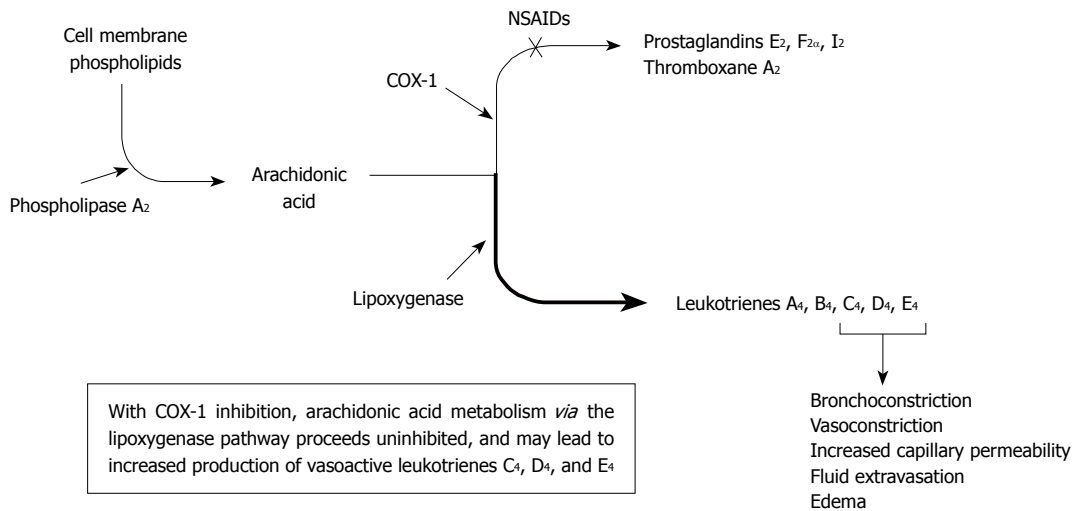 NSAIDs
Cell membrane
phospholipids
Prostaglandins E₂, F₂α, I₂
Thromboxane A₂
COX-1
Arachidonic
acid
Phospholipase A₂
Lipoxygenase
Leukotrienes A₄, B₄, C₄, D₄, E₄
With COX-1 inhibition, arachidonic acid metabolism via the
lipoxygenase pathway proceeds uninhibited, and may lead to
increased production of vasoactive leukotrienes C₄, D₄, and E₄
Bronchoconstriction
Vasoconstriction
Increased capillary permeability
Fluid extravasation
Edema